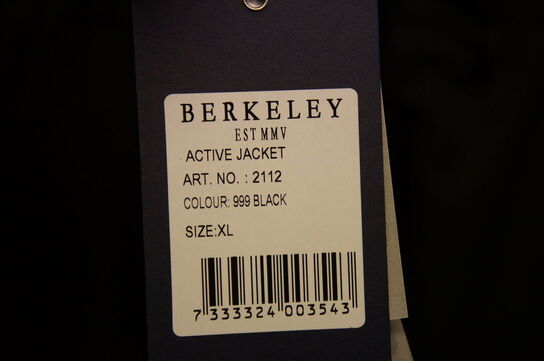 BERKELEY
EST MMV
ACTIVE JACKET
ART. NO. : 2112
COLOUR: 999 BLACK
SIZE:XL
7 333324 003543